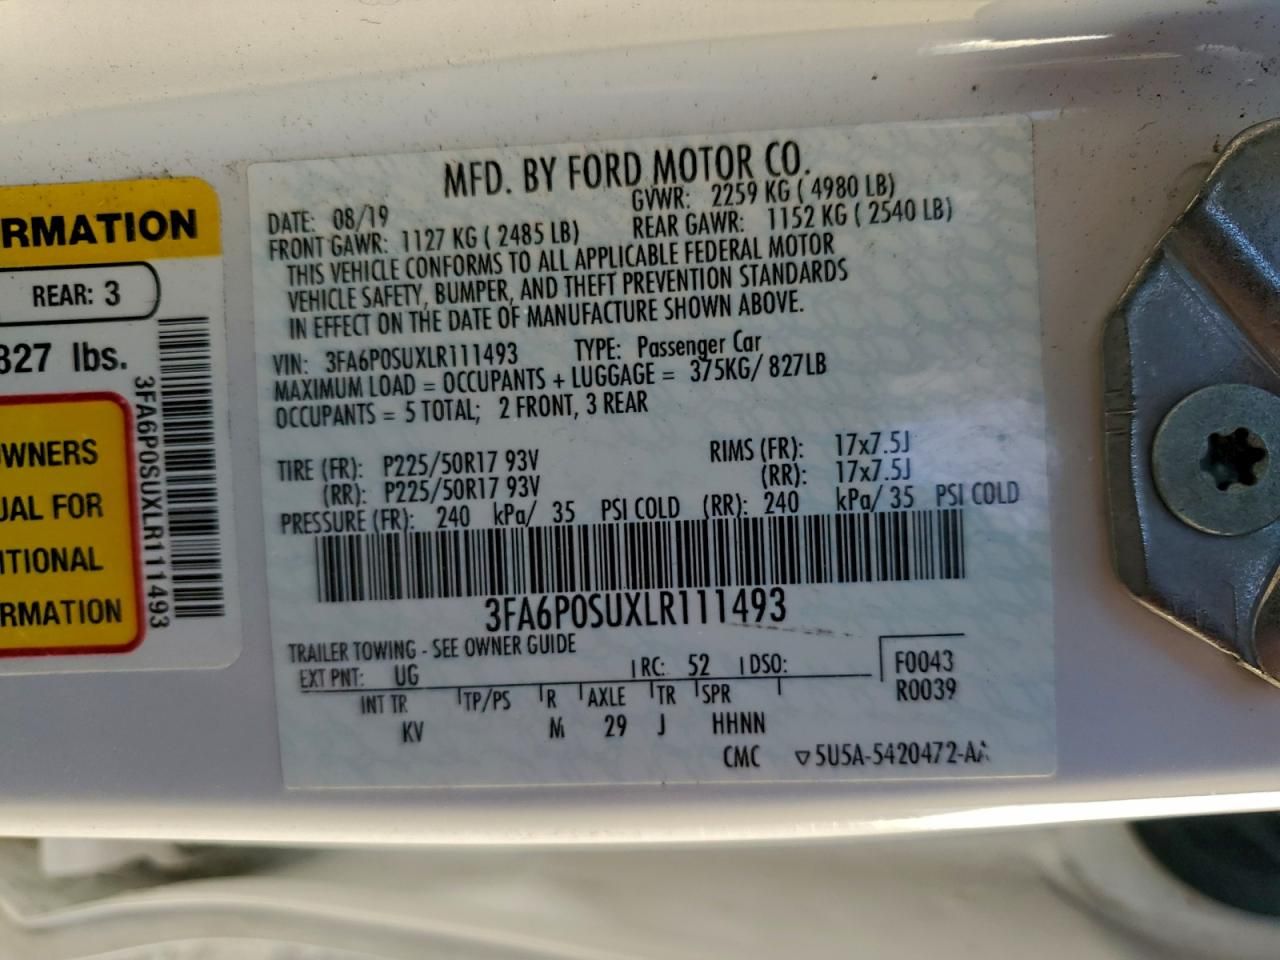 RMATION
REAR: 3
827 lbs.
OWNERS
UAL FOR
ITIONAL
RMATION
3FA6P0SUXLR111493
MFD. BY FORD MOTOR CO.
DATE: 08/19 GVWR: 2259 KG ( 4980 LB)
FRONT GAWR: 1127 KG ( 2485 LB) REAR GAWR: 1152 KG ( 2540 LB)
THIS VEHICLE CONFORMS TO ALL APPLICABLE FEDERAL MOTOR
VEHICLE SAFETY, BUMPER, AND THEFT PREVENTION STANDARDS
IN EFFECT ON THE DATE OF MANUFACTURE SHOWN ABOVE.
VIN: 3FA6P0SUXLR111493 TYPE: Passenger Car
MAXIMUM LOAD = OCCUPANTS + LUGGAGE = 375KG/ 827LB
OCCUPANTS = 5 TOTAL; 2 FRONT, 3 REAR
TIRE (FR): P225/50R17 93V RIMS (FR): 17x7.5J
(RR): P225/50R17 93V (RR): 17x7.5J
PRESSURE (FR): 240 kPa/ 35 PSI COLD (RR): 240 kPa/ 35 PSI COLD
3FA6P0SUXLR111493
TRAILER TOWING - SEE OWNER GUIDE
EXT PNT: UG RC: 52 DSO: F0043
R0039
INT TR TP/PS R AXLE TR SPR
KV M 29 J HHNN
CMC ▽5U5A-5420472-AA